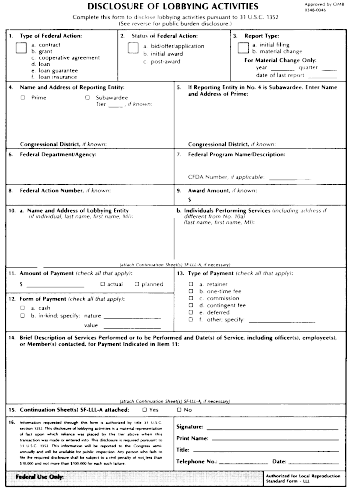 DISCLOSURE OF LOBBYING ACTIVITIES
Approved by OMB
0348-0046
Complete this form to disclose lobbying activities pursuant to 31 U.S.C. 1352
(See reverse for public burden disclosure.)
1. Type of Federal Action:
a. contract
b. grant
c. cooperative agreement
d. loan
e. loan guarantee
f. loan insurance
2. Status of Federal Action:
a. bid/offer/application
b. initial award
c. post-award
3. Report Type:
a. initial filing
b. material change
For Material Change Only:
year quarter
date of last report
4. Name and Address of Reporting Entity:
Prime Subawardee
Tier , if known:
Congressional District, if known:
5. If Reporting Entity in No. 4 is Subawardee, Enter Name
and Address of Prime:
Congressional District, if known:
6. Federal Department/Agency:
7. Federal Program Name/Description:
CFDA Number, if applicable:
8. Federal Action Number, if known:
9. Award Amount, if known:
$
10. a. Name and Address of Lobbying Entity
(if individual, last name, first name, MI):
b. Individuals Performing Services (including address if
different from No. 10a)
(last name, first name, MI):
(attach Continuation Sheet(s) SF-LLL-A, if necessary)
11. Amount of Payment (check all that apply):
$ actual planned
12. Form of Payment (check all that apply):
a. cash
b. in-kind; specify: nature
value
13. Type of Payment (check all that apply):
a. retainer
b. one-time fee
c. commission
d. contingent fee
e. deferred
f. other; specify:
14. Brief Description of Services Performed or to be Performed and Date(s) of Service, including officer(s), employee(s),
or Member(s) contacted, for Payment Indicated in Item 11:
(attach Continuation Sheet(s) SF-LLL-A, if necessary)
15. Continuation Sheet(s) SF-LLL-A attached: Yes No
16. Information requested through this form is authorized by title 31 U.S.C.
section 1352. This disclosure of lobbying activities is a material representation
of fact upon which reliance was placed by the tier above when this
transaction was made or entered into. This disclosure is required pursuant to
31 U.S.C. 1352. This information will be reported to the Congress semi-
annually and will be available for public inspection. Any person who fails to
file the required disclosure shall be subject to a civil penalty of not less than
$10,000 and not more than $100,000 for each such failure.
Signature:
Print Name:
Title:
Telephone No.: Date:
Federal Use Only:
Authorized for Local Reproduction
Standard Form - LLL